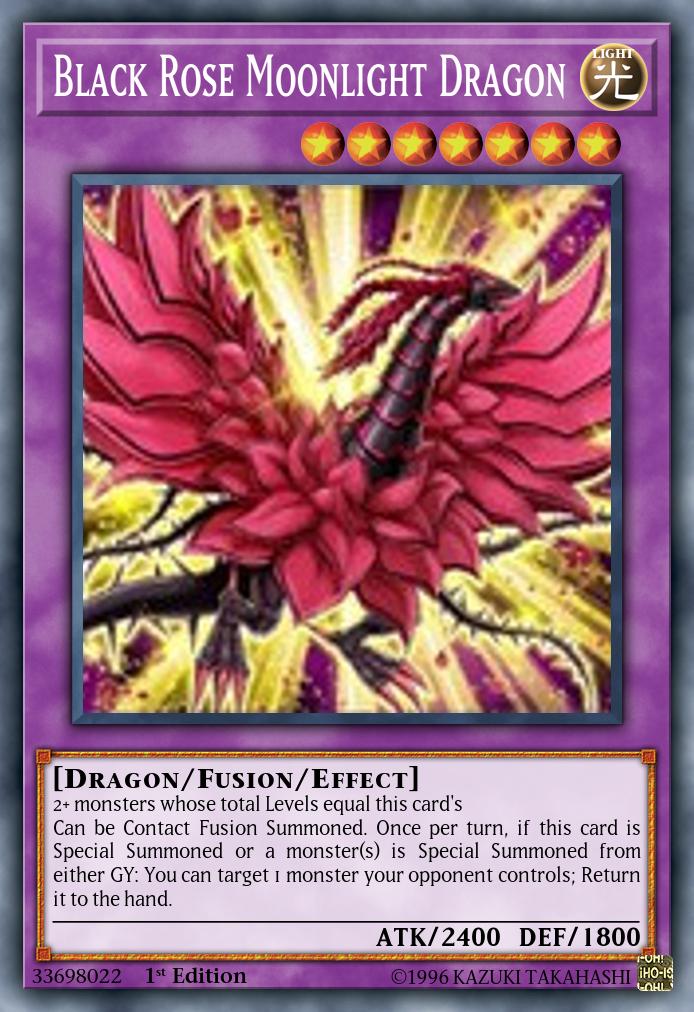 Black Rose Moonlight Dragon
LIGHT
光
[Dragon/Fusion/Effect]
2+ monsters whose total Levels equal this card's
Can be Contact Fusion Summoned. Once per turn, if this card is
Special Summoned or a monster(s) is Special Summoned from
either GY: You can target 1 monster your opponent controls; Return
it to the hand.
ATK/2400 DEF/1800
33698022 1st Edition ©1996 KAZUKI TAKAHASHI